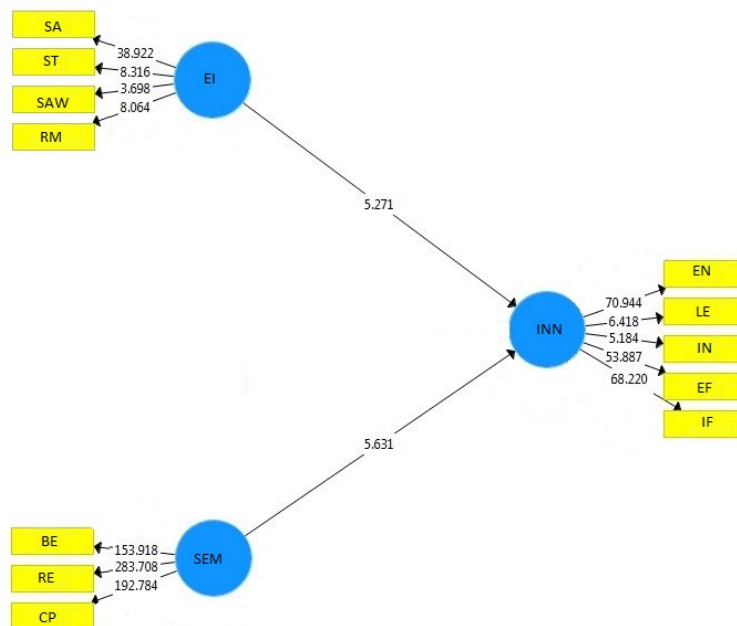 SA
38.922
ST
8.316
EI
SAW
3.698
RM
8.064
5.271
EN
70.944
LE
6.418
INN
IN
5.184
EF
53.887
IF
68.220
5.631
BE
153.918
SEM
RE
283.708
CP
192.784